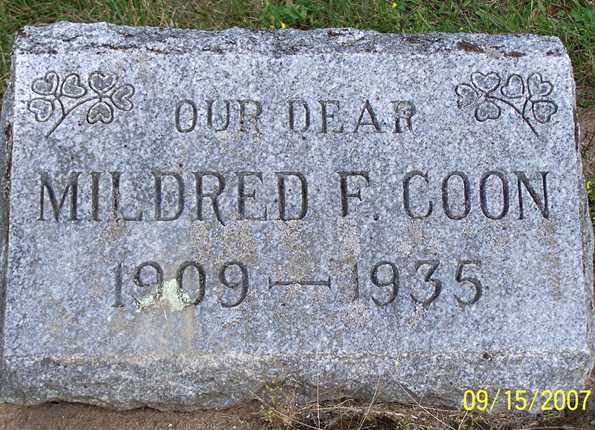 OUR DEAR
MILDRED F. COON
1909 — 1935
09/15/2007